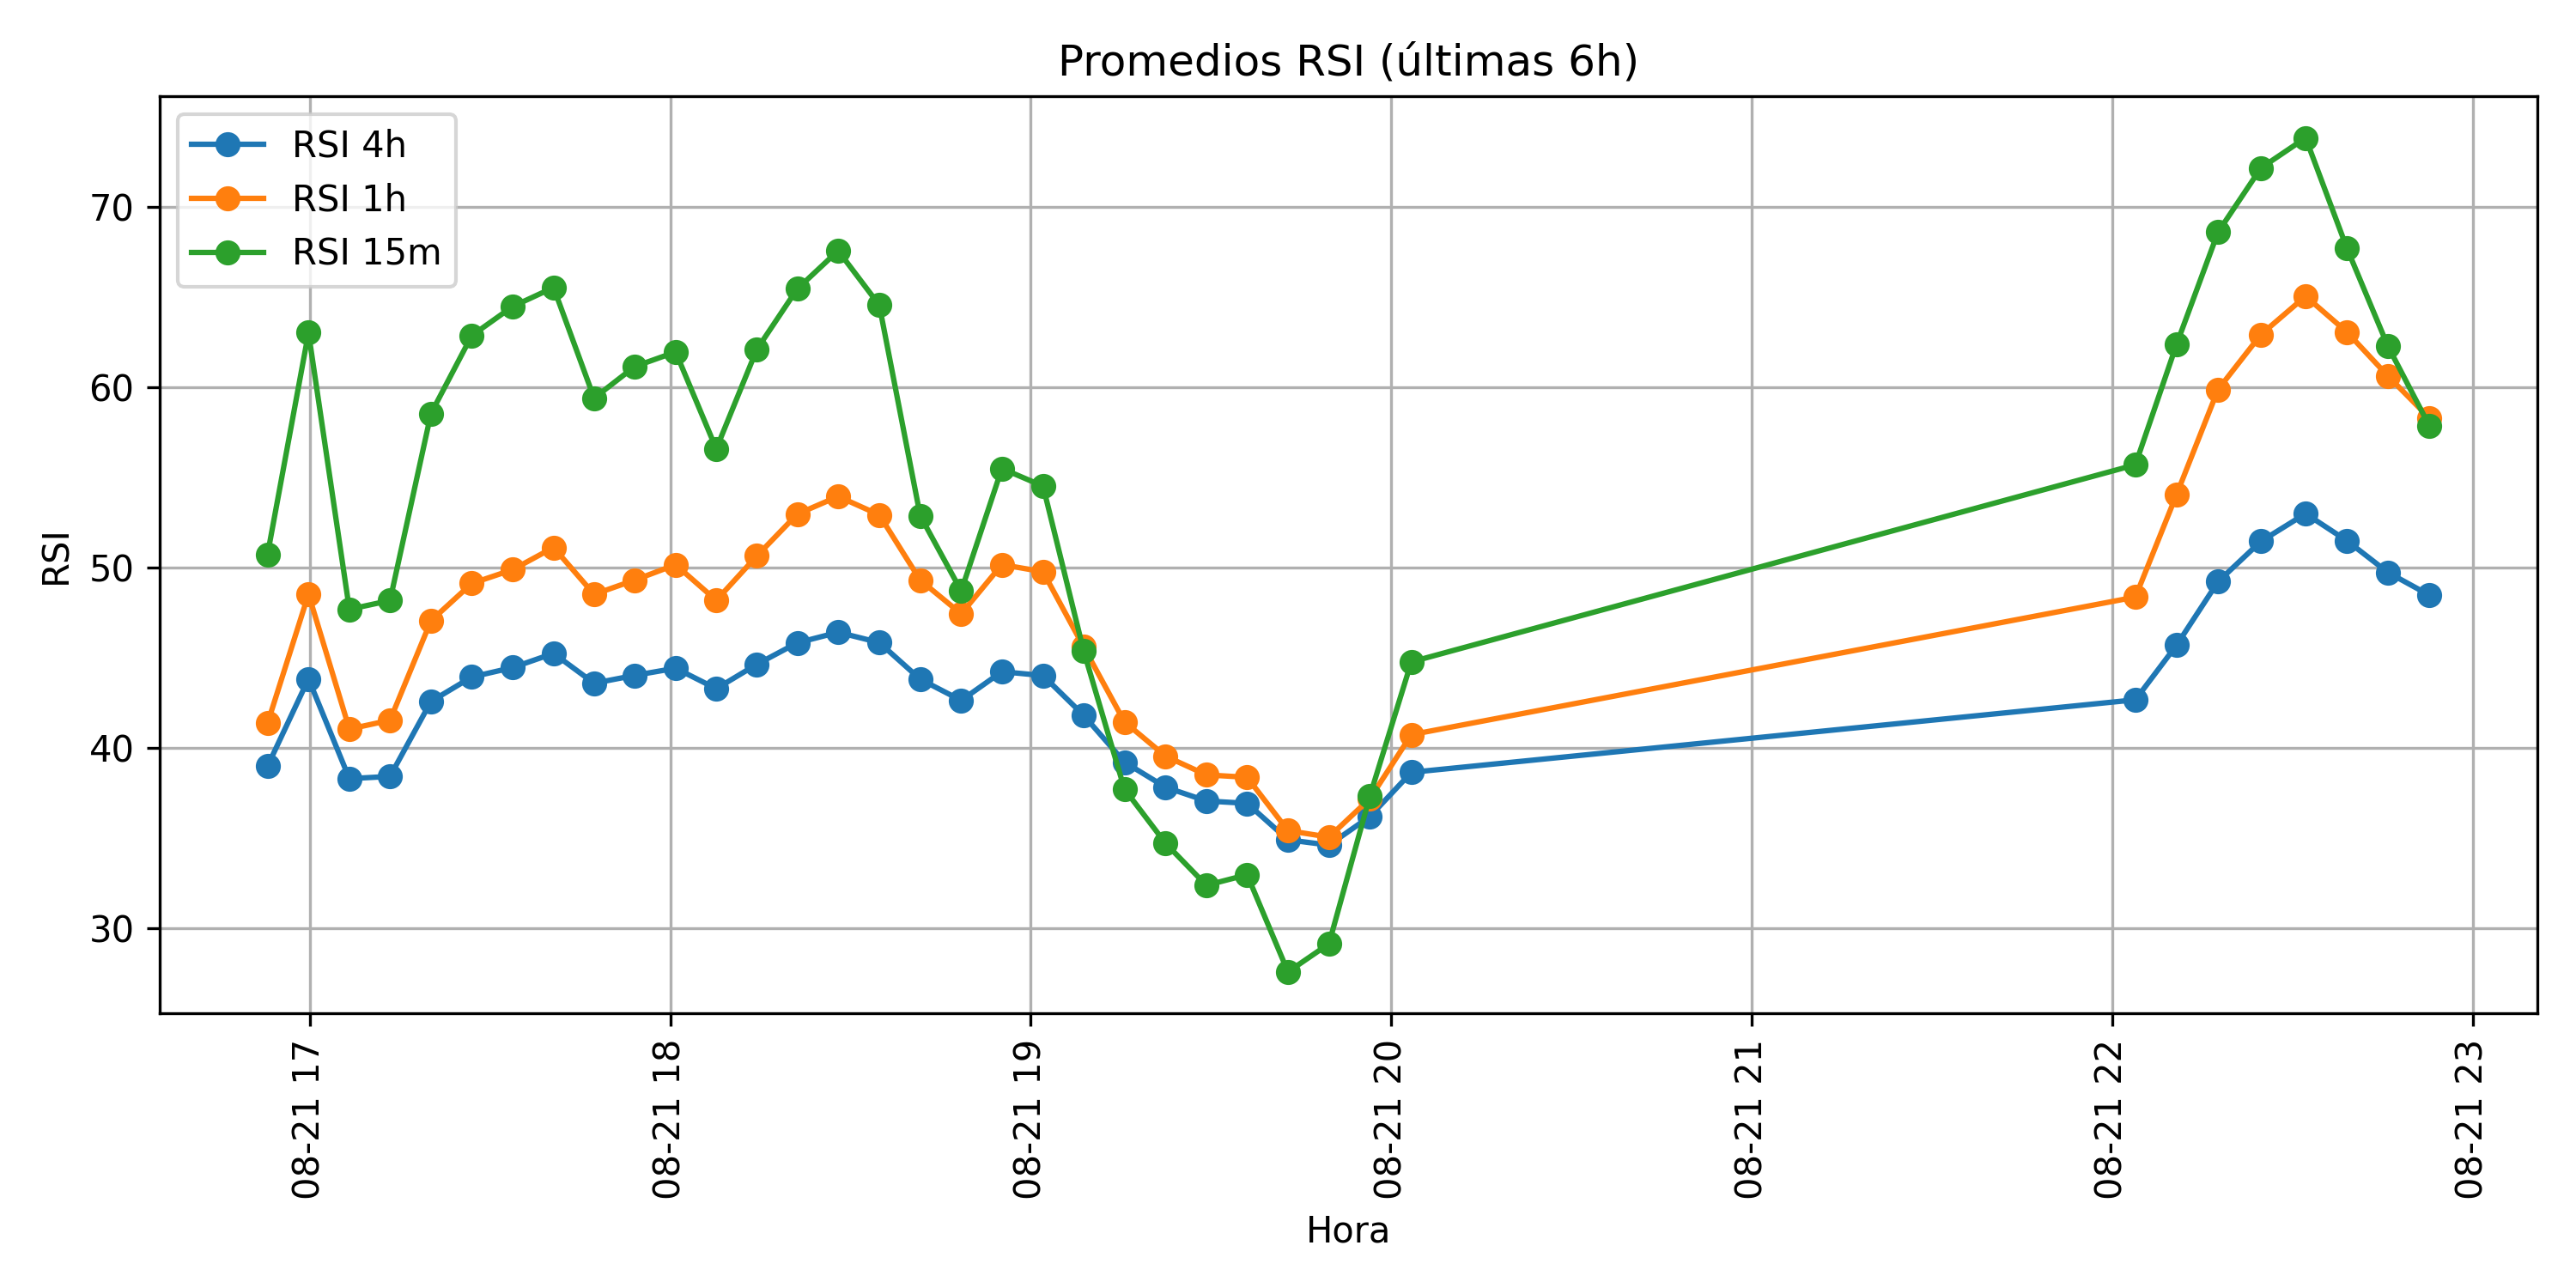 Promedios RSI (últimas 6h)
RSI 4h
RSI 1h
RSI 15m
RSI
70
60
50
40
30
08-21 17
08-21 18
08-21 19
08-21 20
08-21 21
08-21 22
08-21 23
Hora